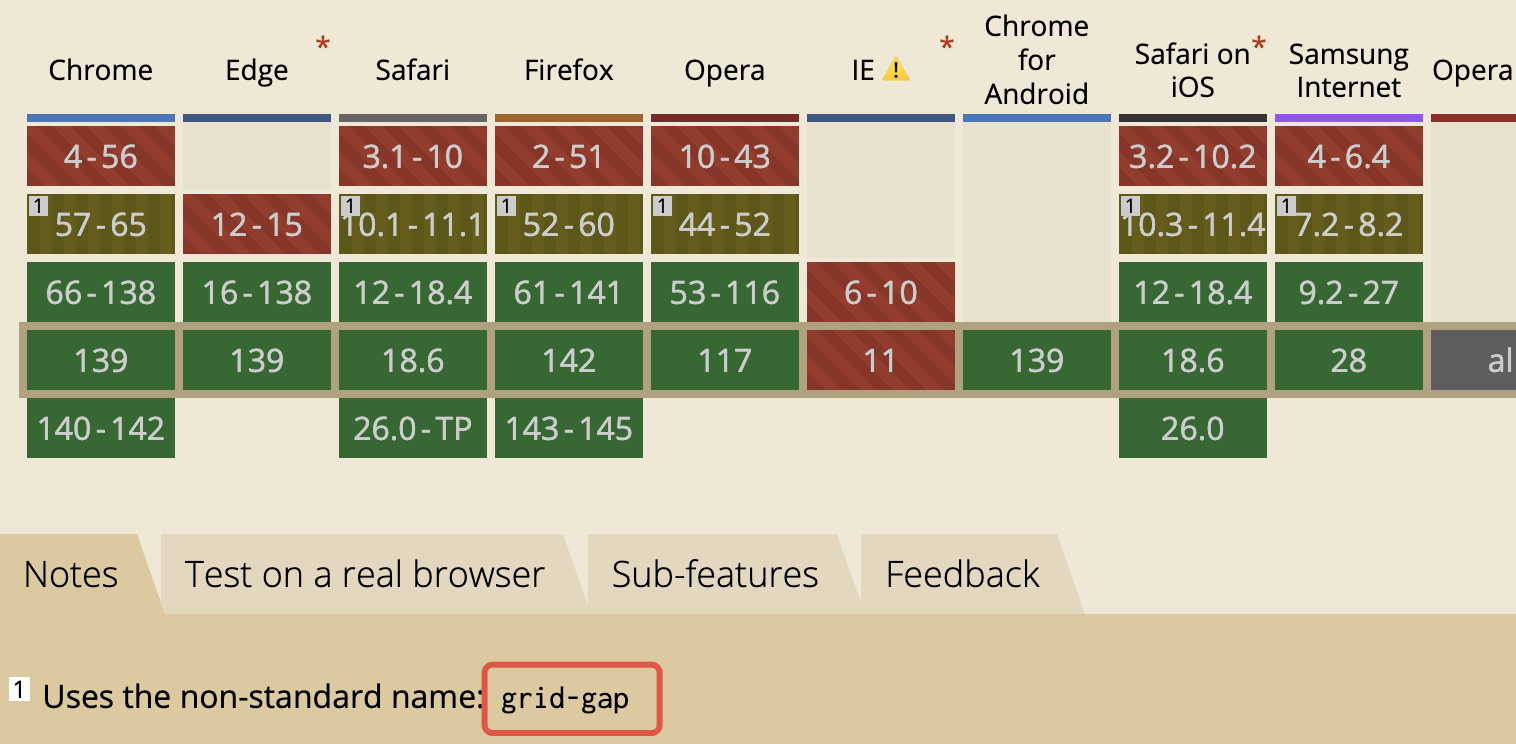 Chrome Edge * Safari Firefox Opera IE ⚠️ * Chrome for Android Safari on iOS * Samsung Internet Opera
4-56 3.1-10 2-51 10-43 3.2-10.2 4-6.4
1 57-65 12-15 1 10.1-11.1 1 52-60 1 44-52 1 10.3-11.4 1 7.2-8.2
66-138 16-138 12-18.4 61-141 53-116 6-10 12-18.4 9.2-27
139 139 18.6 142 117 11 139 18.6 28 al
140-142 26.0-TP 143-145 26.0
Notes Test on a real browser Sub-features Feedback
1 Uses the non-standard name: grid-gap